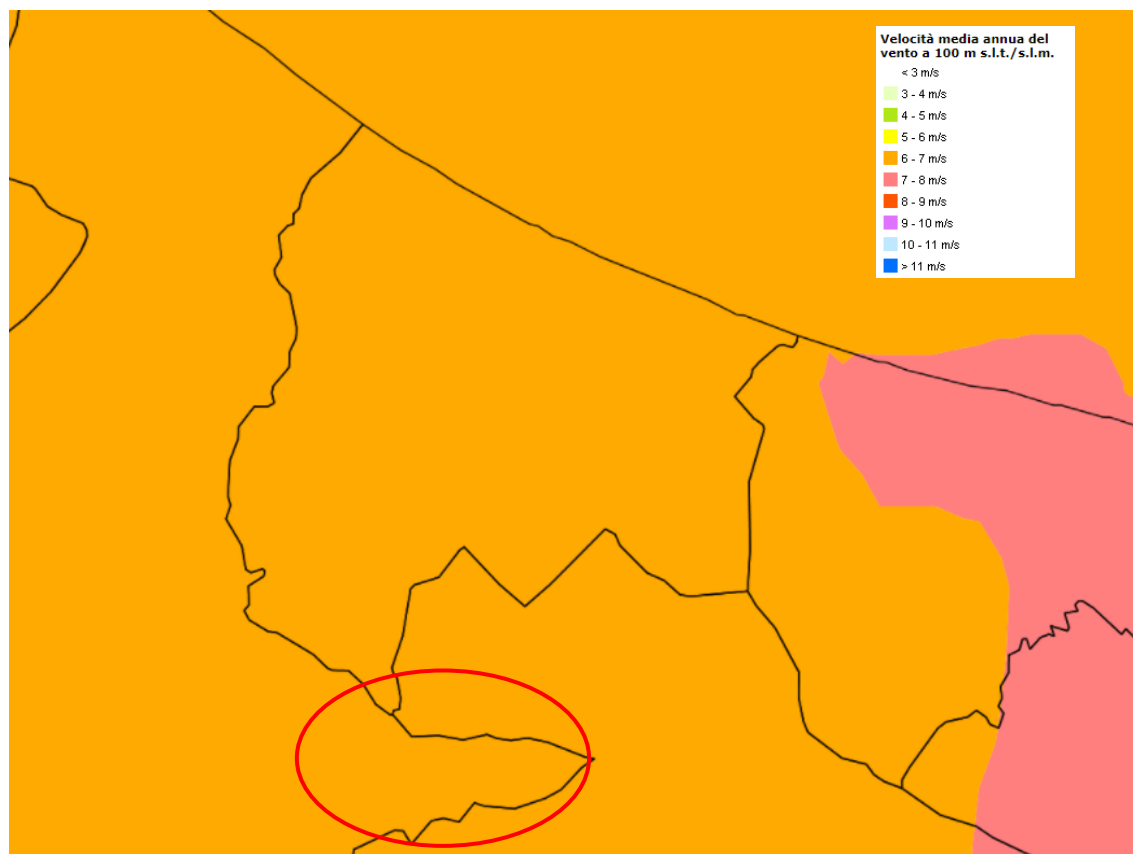 Velocità media annua del
vento a 100 m s.l.t./s.l.m.
< 3 m/s
3 - 4 m/s
4 - 5 m/s
5 - 6 m/s
6 - 7 m/s
7 - 8 m/s
8 - 9 m/s
9 - 10 m/s
10 - 11 m/s
> 11 m/s